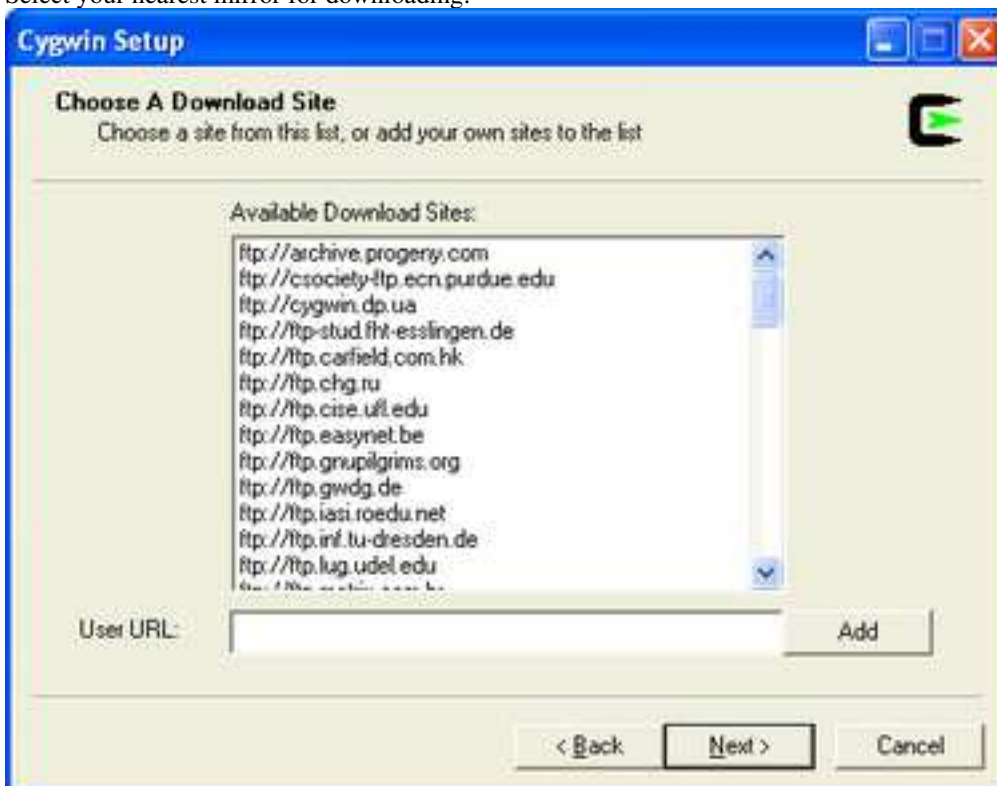 Select your nearest mirror for downloading.
Cygwin Setup
Choose A Download Site
Choose a site from this list, or add your own sites to the list
Available Download Sites:
ftp://archive.progeny.com
ftp://csociety-ftp.ecn.purdue.edu
ftp://cygwin.dp.ua
ftp://ftp-stud.fht-esslingen.de
ftp://ftp.carfield.com.hk
ftp://ftp.chg.ru
ftp://ftp.cise.ufl.edu
ftp://ftp.easynet.be
ftp://ftp.gnupilgrims.org
ftp://ftp.gwdg.de
ftp://ftp.iasi.roedu.net
ftp://ftp.inf.tu-dresden.de
ftp://ftp.lug.udel.edu
User URL:
Add
< Back
Next >
Cancel